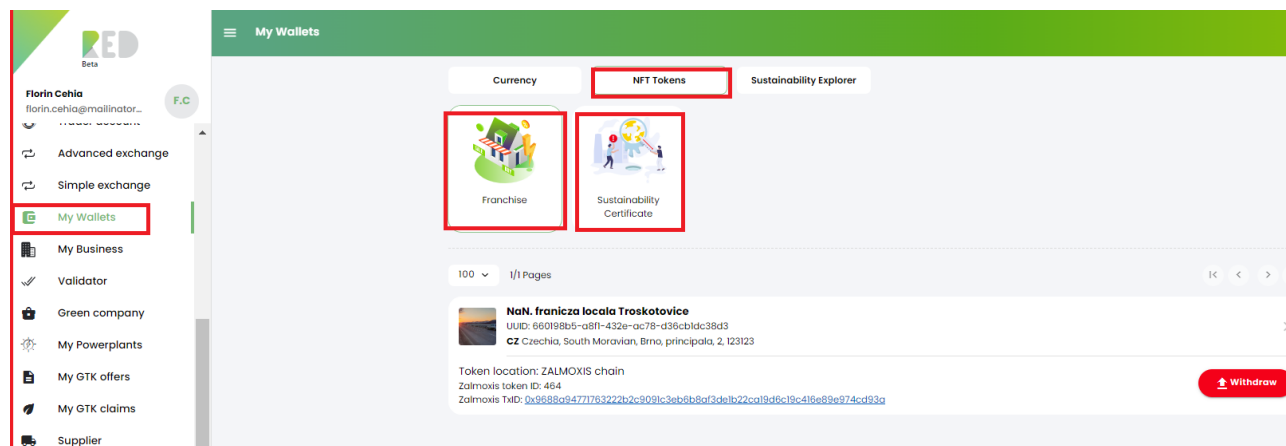 RED
Beta
Florin Cehia
florin.cehia@mailinator...
F.C
Trader account
Advanced exchange
Simple exchange
My Wallets
My Business
Validator
Green company
My Powerplants
My GTK offers
My GTK claims
Supplier
My Wallets
Currency
NFT Tokens
Sustainability Explorer
Franchise
Sustainability
Certificate
100
1/1 Pages
NaN. franicza locala Troskotovice
UUID: 660198b5-a8f1-432e-ac78-d36cb1dc38d3
CZ Czechia, South Moravian, Brno, principala, 2, 123123
Token location: ZALMOXIS chain
Zalmoxis token ID: 464
Zalmoxis TxID: 0x9688a94771763222b2c9091c3eb6b8af3de1b22ca19d6c19c416e89e974cd93a
Withdraw